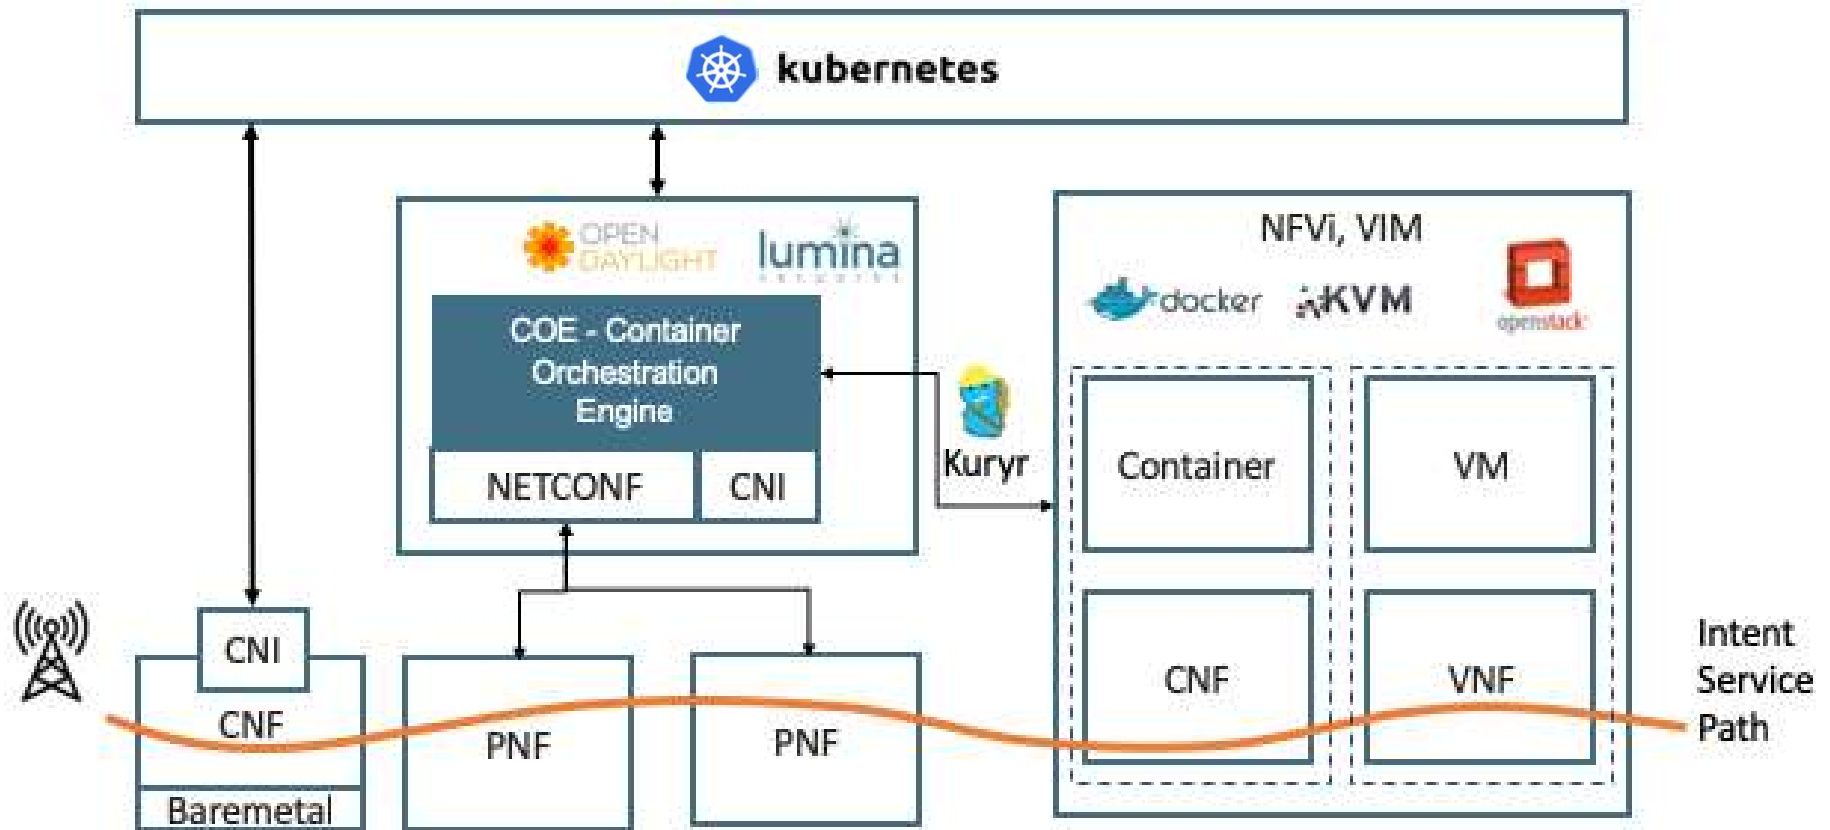 kubernetes
OPEN
DAYLIGHT
lumina
networks
COE - Container
Orchestration
Engine
NETCONF
CNI
Kuryr
NFVi, VIM
docker
KVM
openstack
Container
VM
CNF
VNF
CNI
CNF
Baremetal
PNF
PNF
Intent
Service
Path